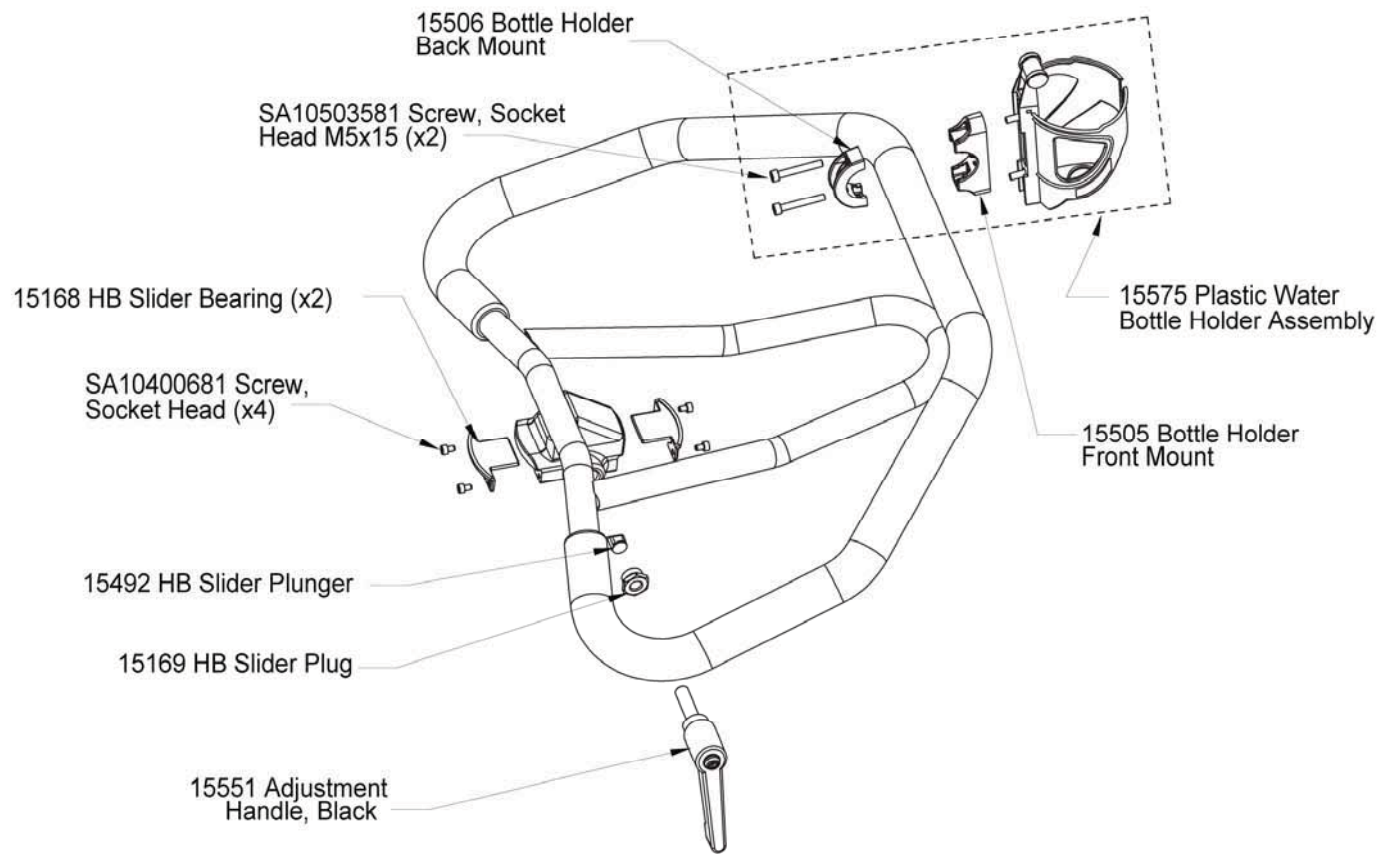 15506 Bottle Holder
Back Mount
SA10503581 Screw, Socket
Head M5x15 (x2)
15168 HB Slider Bearing (x2)
15575 Plastic Water
Bottle Holder Assembly
SA10400681 Screw,
Socket Head (x4)
15505 Bottle Holder
Front Mount
15492 HB Slider Plunger
15169 HB Slider Plug
15551 Adjustment
Handle, Black